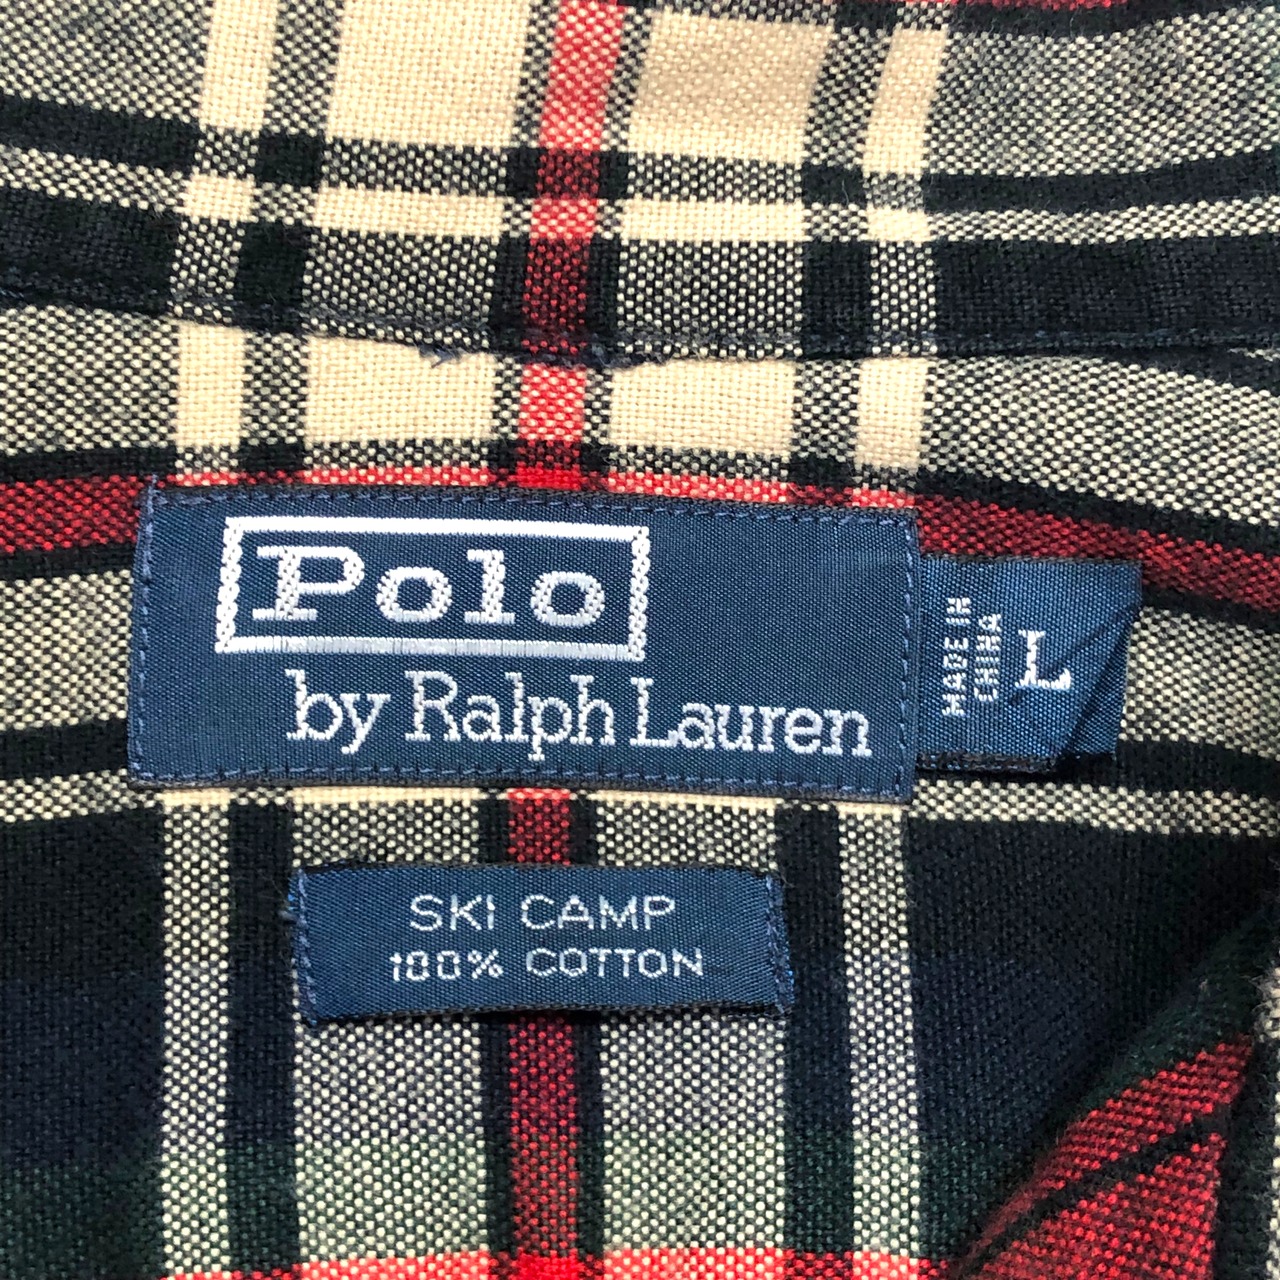 Polo
by Ralph Lauren
MADE IN
CHINA
L
SKI CAMP
100% COTTON